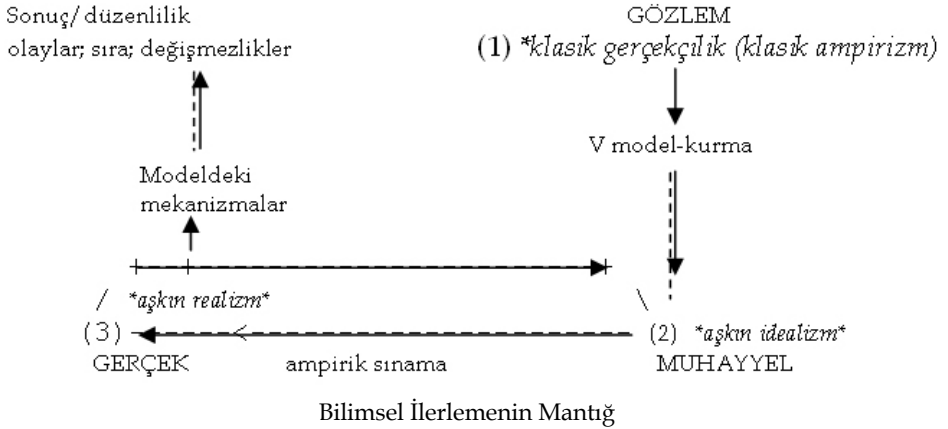 Sonuç/düzenlilik
olaylar; sıra; değişmezlikler
GÖZLEM
(1) *klasik gerçekçilik (klasik ampirizm)
V model-kurma
Modeldeki
mekanizmalar
/ *aşkın realizm*
\
(3)
(2) *aşkın idealizm*
GERÇEK
ampirik sınama
MUHAYYEL
Bilimsel İlerlemenin Mantığ